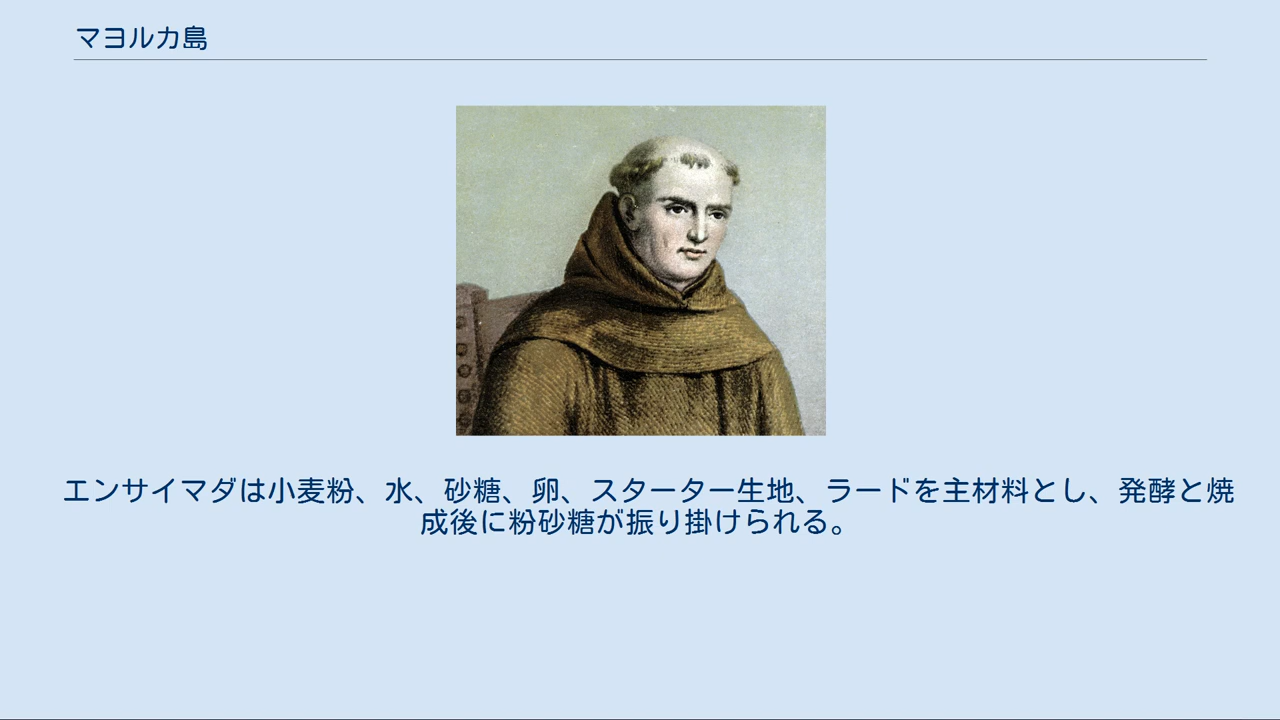 マヨルカ島
エンサイマダは小麦粉、水、砂糖、卵、スターター生地、ラードを主材料とし、発酵と焼
成後に粉砂糖が振り掛けられる。